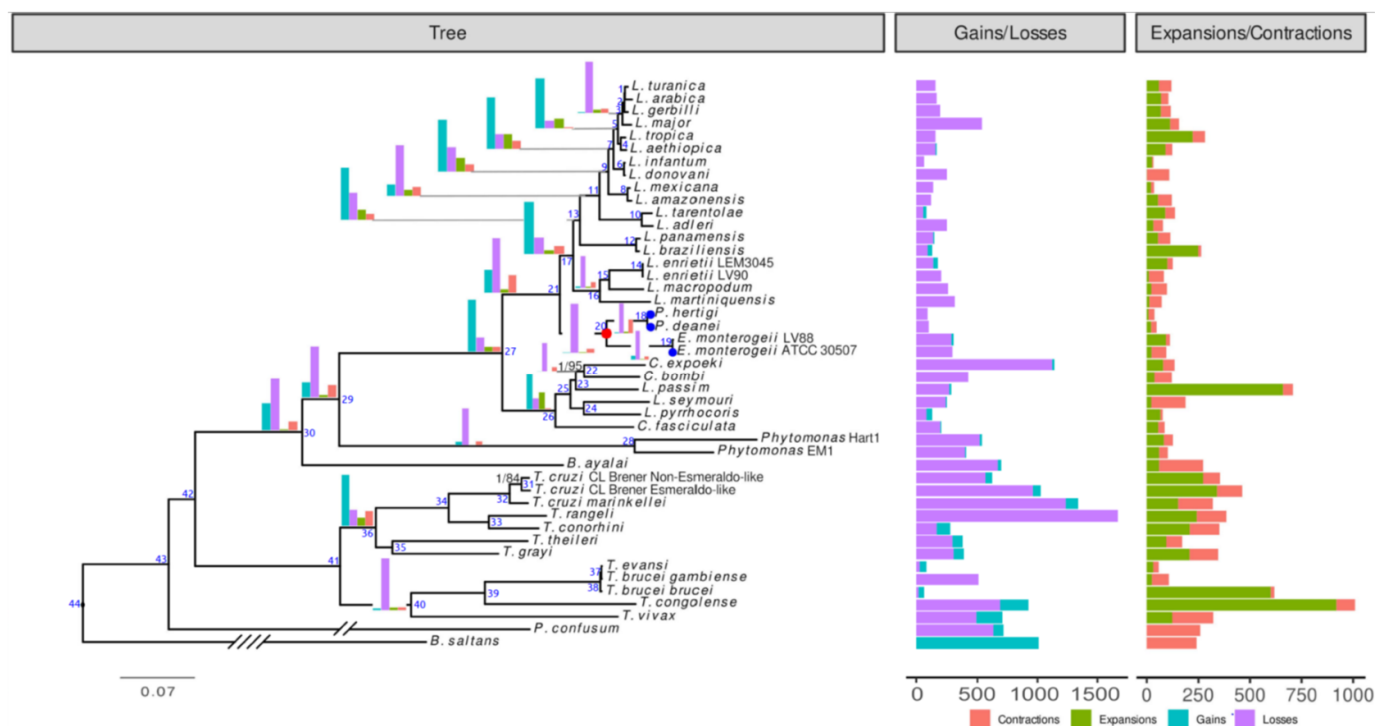 Tree
Gains/Losses
Expansions/Contractions
1
L. turanica
2
L. arabica
3
L. gerbilli
5
L. major
L. tropica
7
4
L. aethiopica
L. infantum
9
6
L. donovani
L. mexicana
11
8
L. amazonensis
L. tarentolae
13
10
L. adleri
L. panamensis
12
L. braziliensis
17
14
L. enrietii LEM3045
15
L. enrietii LV90
L. macropodum
21
16
L. martiniquensis
18
P. hertigi
20
P. deanei
E. monterogeii LV88
19
E. monterogeii ATCC 30507
27
1/95
C. expoeki
22
C. bombi
25
23
L. passim
L. seymouri
24
L. pyrrhocoris
26
C. fasciculata
29
Phytomonas Hart1
30
28
Phytomonas EM1
B. ayalai
1/84
T. cruzi CL Brener Non-Esmeraldo-like
31
T. cruzi CL Brener Esmeraldo-like
42
34
32
T. cruzi marinkellei
T. rangeli
33
T. conorhini
36
T. theileri
35
T. grayi
43
41
T. evansi
37
T. brucei gambiense
38
T. brucei brucei
39
T. congolense
44
40
T. vivax
P. confusum
B. saltans
0.07
0 500 1000 1500
0 250 500 750 1000
Contractions
Expansions
Gains
Losses